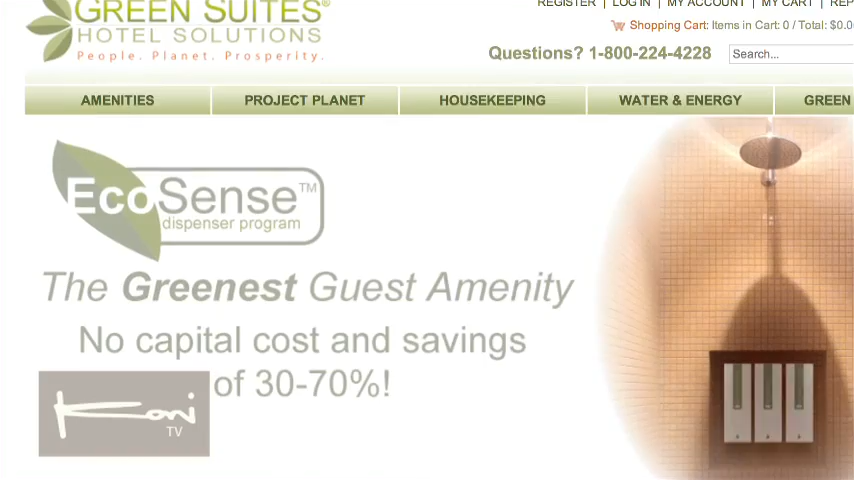 GREEN SUITES®
HOTEL SOLUTIONS
People. Planet. Prosperity.
REGISTER | LOG IN | MY ACCOUNT | MY CART | REP
Shopping Cart: Items in Cart: 0 / Total: $0.0
Questions? 1-800-224-4228
Search...
AMENITIES
PROJECT PLANET
HOUSEKEEPING
WATER & ENERGY
GREEN
EcoSense™
dispenser program
The Greenest Guest Amenity
No capital cost and savings
of 30-70%!
Koni
TV